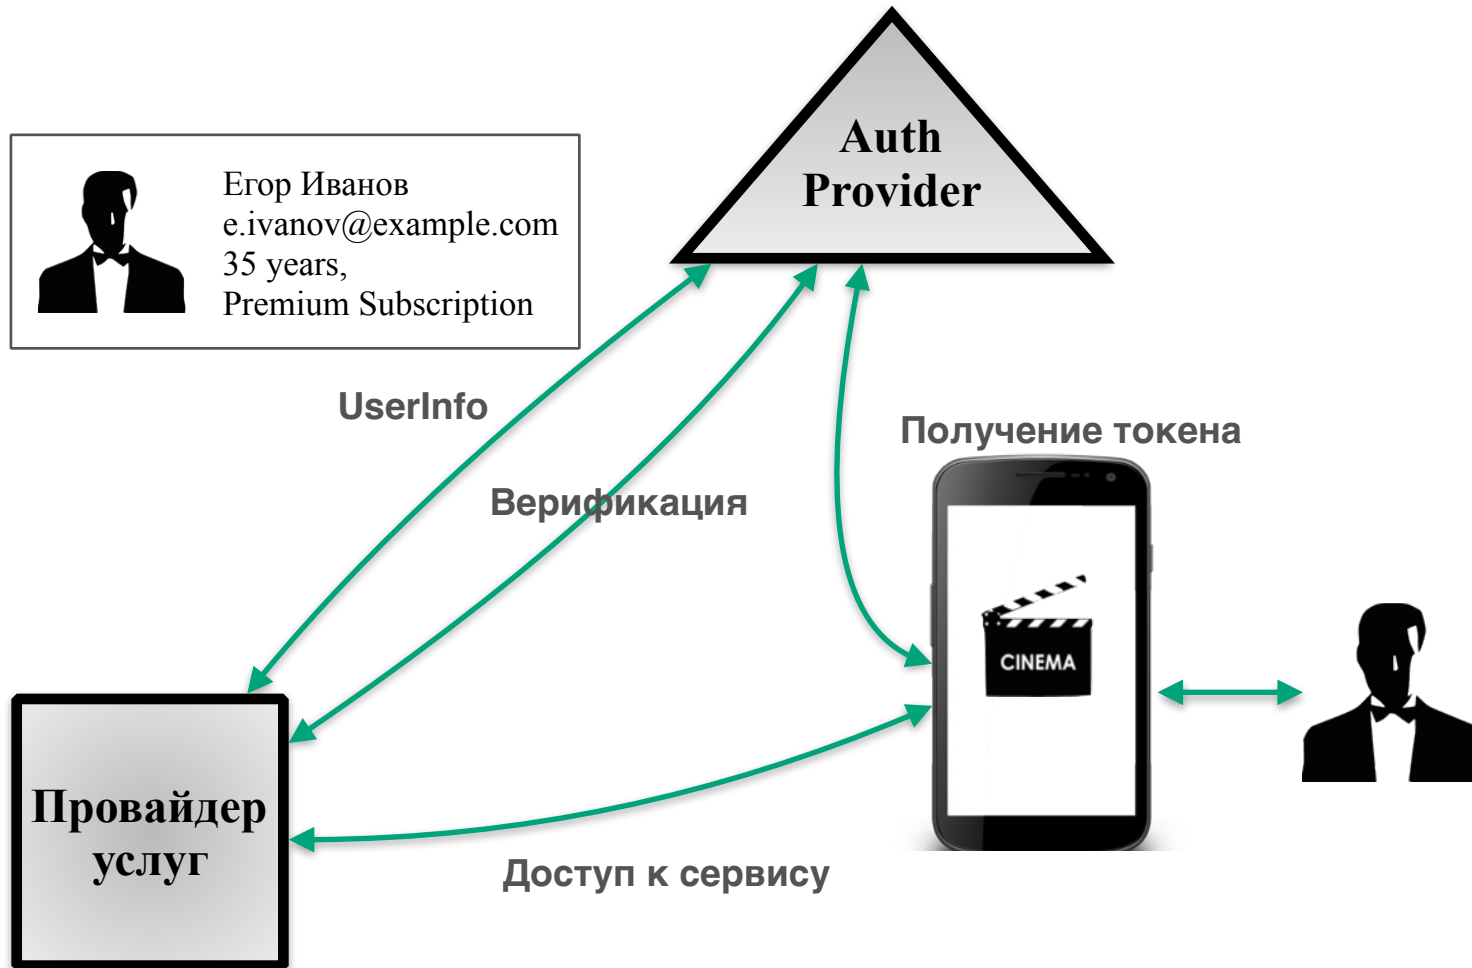 Auth
Provider
Егор Иванов
e.ivanov@example.com
35 years,
Premium Subscription
UserInfo
Получение токена
Верификация
CINEMA
Провайдер
услуг
Доступ к сервису